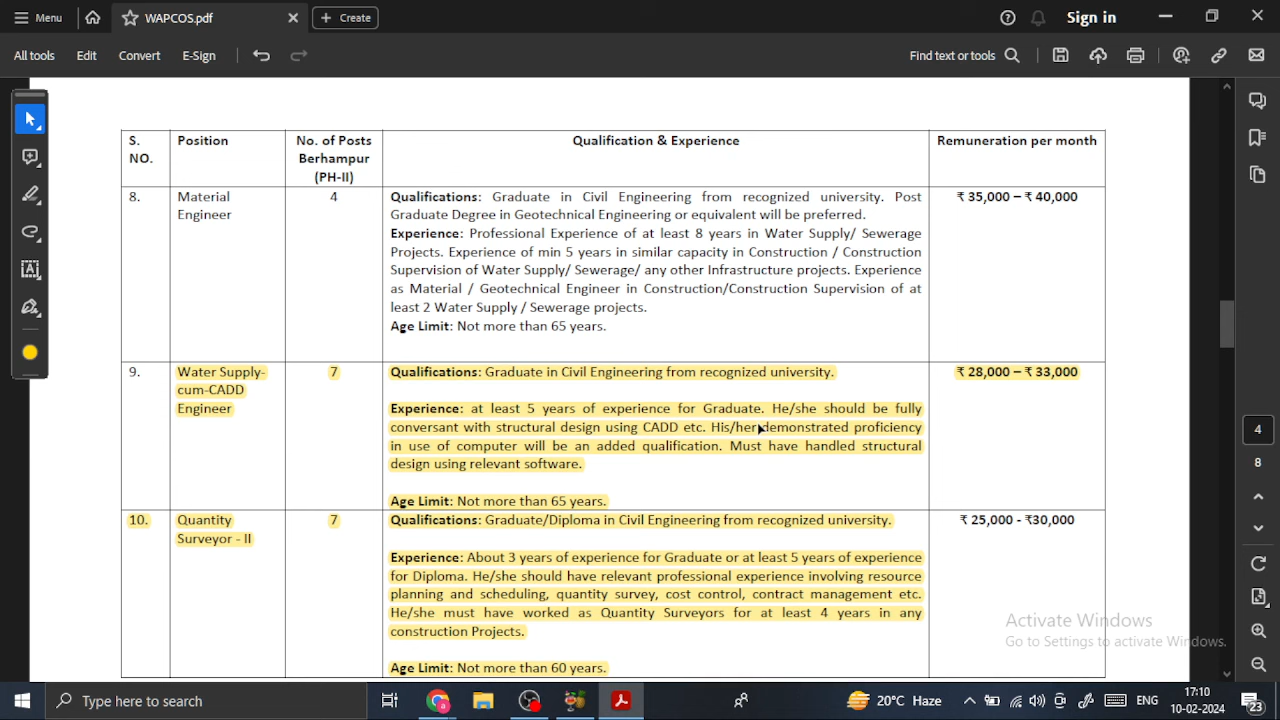 Menu
WAPCOS.pdf
Create
Sign in
All tools
Edit
Convert
E-Sign
Find text or tools
S. NO.
Position
No. of Posts
Berhampur
(PH-II)
Qualification & Experience
Remuneration per month
8.
Material
Engineer
4
Qualifications: Graduate in Civil Engineering from recognized university. Post
Graduate Degree in Geotechnical Engineering or equivalent will be preferred.
Experience: Professional Experience of at least 8 years in Water Supply/ Sewerage
Projects. Experience of min 5 years in similar capacity in Construction / Construction
Supervision of Water Supply/ Sewerage/ any other Infrastructure projects. Experience
as Material / Geotechnical Engineer in Construction/Construction Supervision of at
least 2 Water Supply / Sewerage projects.
Age Limit: Not more than 65 years.
₹ 35,000 – ₹ 40,000
9.
Water Supply-
cum-CADD
Engineer
7
Qualifications: Graduate in Civil Engineering from recognized university.
Experience: at least 5 years of experience for Graduate. He/she should be fully
conversant with structural design using CADD etc. His/her demonstrated proficiency
in use of computer will be an added qualification. Must have handled structural
design using relevant software.
Age Limit: Not more than 65 years.
₹ 28,000 – ₹ 33,000
10.
Quantity
Surveyor - II
7
Qualifications: Graduate/Diploma in Civil Engineering from recognized university.
Experience: About 3 years of experience for Graduate or at least 5 years of experience
for Diploma. He/she should have relevant professional experience involving resource
planning and scheduling, quantity survey, cost control, contract management etc.
He/she must have worked as Quantity Surveyors for at least 4 years in any
construction Projects.
Age Limit: Not more than 60 years.
₹ 25,000 - ₹30,000
4
8
Activate Windows
Go to Settings to activate Windows.
Type here to search
20°C Haze
ENG
17:10
10-02-2024
23